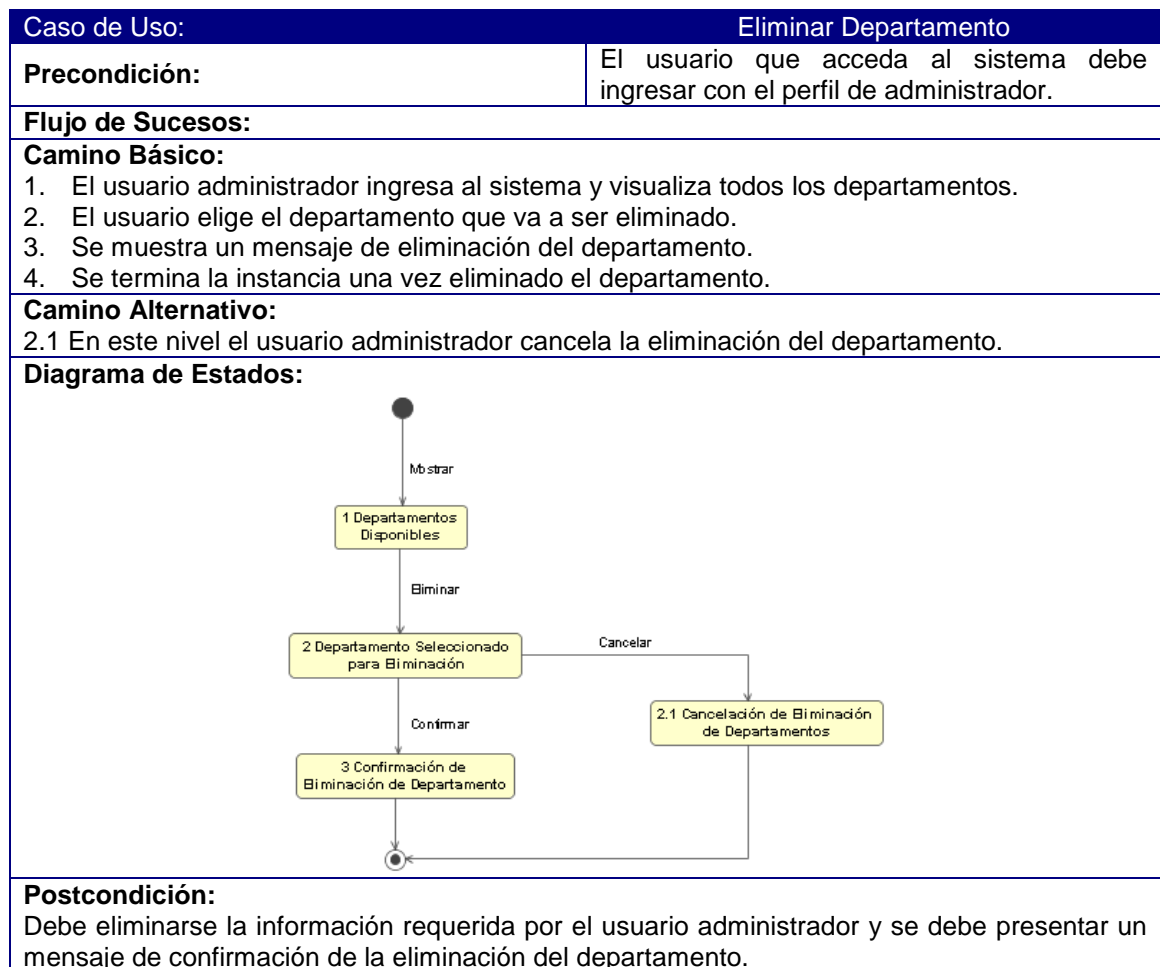 Caso de Uso: Eliminar Departamento
Precondición: El usuario que acceda al sistema debe
ingresar con el perfil de administrador.
Flujo de Sucesos:
Camino Básico:
1. El usuario administrador ingresa al sistema y visualiza todos los departamentos.
2. El usuario elige el departamento que va a ser eliminado.
3. Se muestra un mensaje de eliminación del departamento.
4. Se termina la instancia una vez eliminado el departamento.
Camino Alternativo:
2.1 En este nivel el usuario administrador cancela la eliminación del departamento.
Diagrama de Estados:
Mostrar
1 Departamentos
Disponibles
Eliminar
2 Departamento Seleccionado
para Eliminación
Cancelar
2.1 Cancelación de Eliminación
de Departamentos
Confirmar
3 Confirmación de
Eliminación de Departamento
Postcondición:
Debe eliminarse la información requerida por el usuario administrador y se debe presentar un
mensaje de confirmación de la eliminación del departamento.